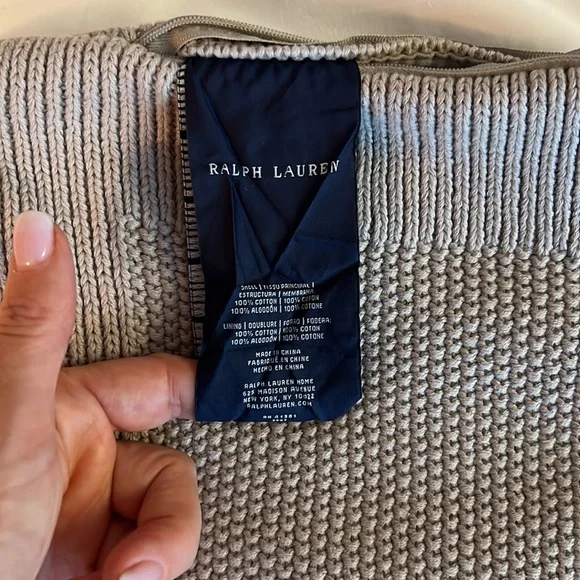 RALPH LAUREN
SHELL | TISSU PRINCIPAL |
ESTRUCTURA | MEMBRANA:
100% COTTON | 100% COTON
100% ALGODÓN | 100% COTONE
LINING | DOUBLURE | FORRO | FODERA:
100% COTTON | 100% COTON
100% ALGODÓN | 100% COTONE
MADE IN CHINA
FABRIQUÉ EN CHINE
HECHO EN CHINA
RALPH LAUREN HOME
625 MADISON AVENUE
NEW YORK, NY 10022
RALPHLAUREN.COM
RN 41381